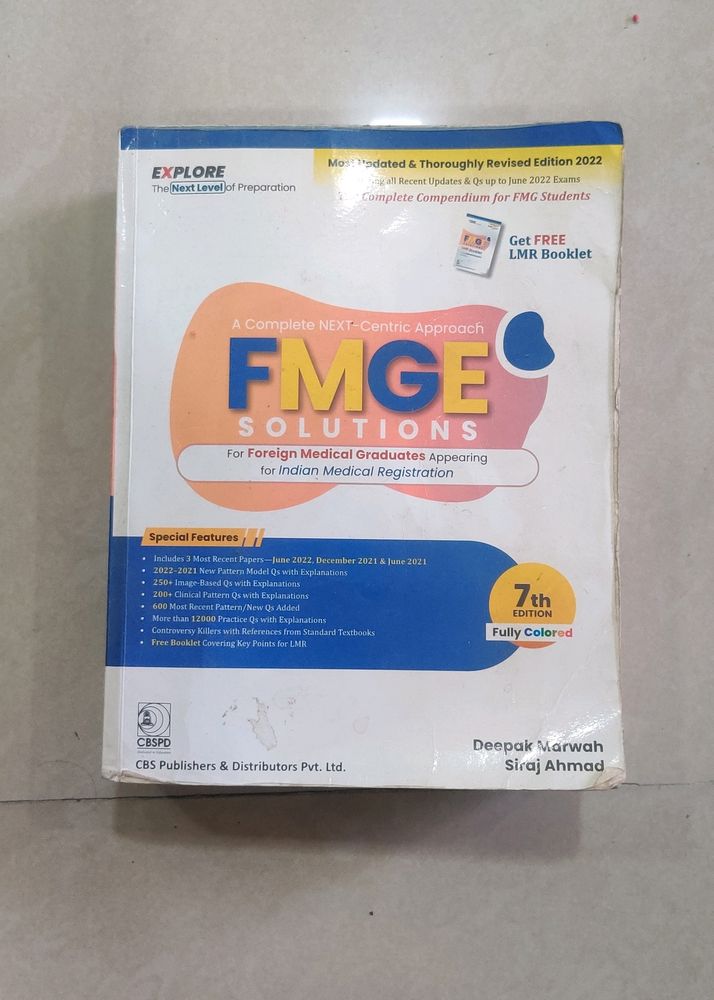 EXPLORE
The Next Level of Preparation
Most Updated & Thoroughly Revised Edition 2022
all Recent Updates & Qs up to June 2022 Exams
Complete Compendium for FMG Students
FMGE
SOLUTIONS
Get FREE
LMR Booklet
A Complete NEXT-Centric Approach
FMGE
SOLUTIONS
For Foreign Medical Graduates Appearing
for Indian Medical Registration
Special Features
• Includes 3 Most Recent Papers—June 2022, December 2021 & June 2021
• 2022–2021 New Pattern Model Qs with Explanations
• 250+ Image-Based Qs with Explanations
• 200+ Clinical Pattern Qs with Explanations
• 600 Most Recent Pattern/New Qs Added
• More than 12000 Practice Qs with Explanations
• Controversy Killers with References from Standard Textbooks
• Free Booklet Covering Key Points for LMR
7th
EDITION
Fully Colored
CBSPD
CBS Publishers & Distributors Pvt. Ltd.
Deepak Marwah
Siraj Ahmad